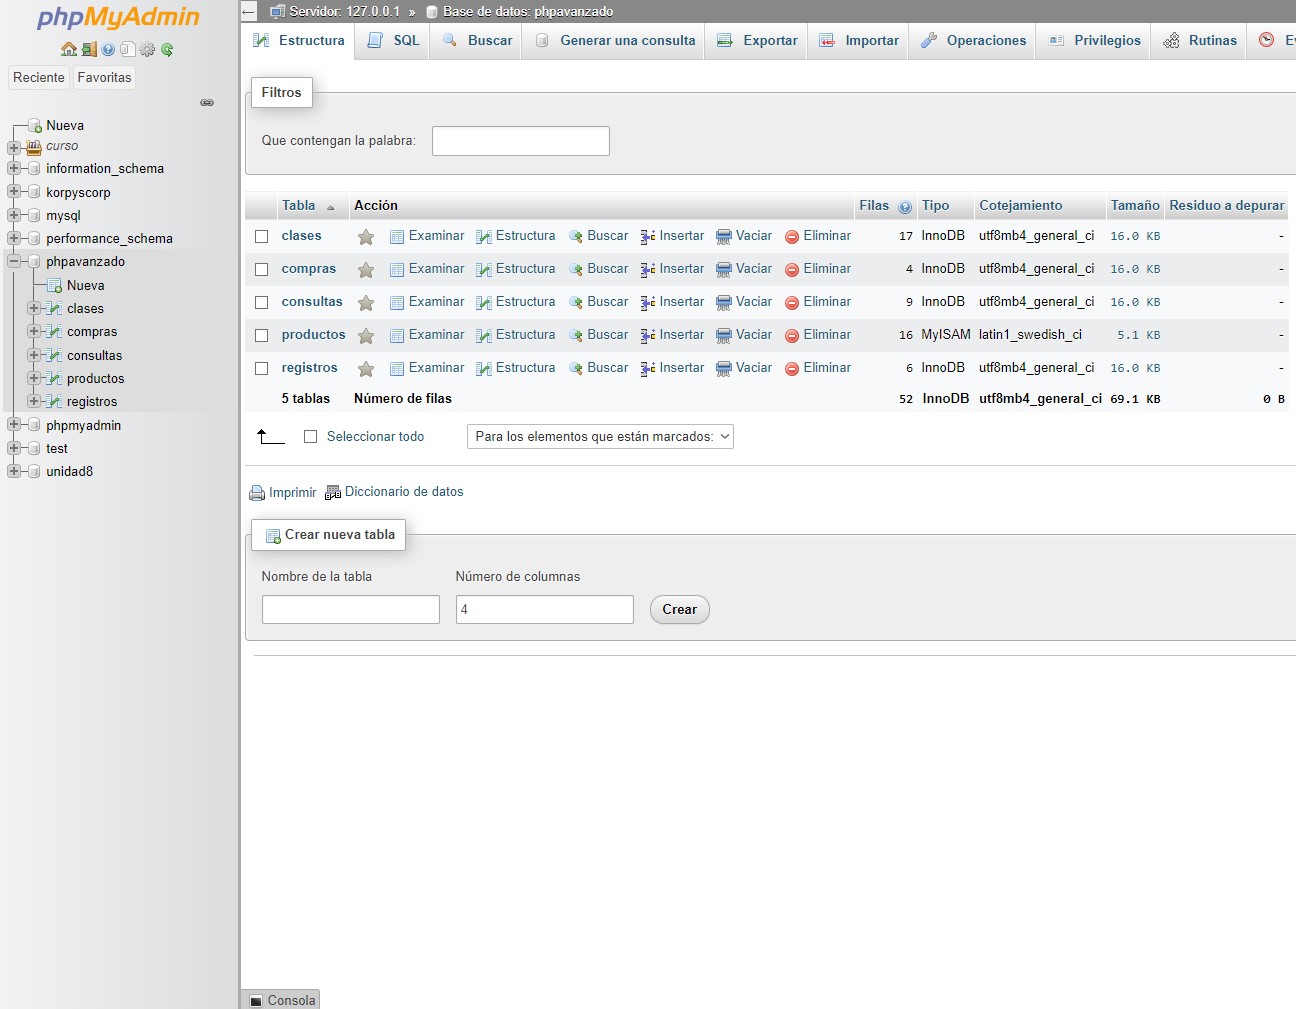 phpMyAdmin
Reciente Favoritas
Nueva
curso
information_schema
korpyscorp
mysql
performance_schema
phpavanzado
Nueva
clases
compras
consultas
productos
registros
phpmyadmin
test
unidad8
Servidor: 127.0.0.1 » Base de datos: phpavanzado
Estructura SQL Buscar Generar una consulta Exportar Importar Operaciones Privilegios Rutinas
Filtros
Que contengan la palabra:
Tabla Acción Filas Tipo Cotejamiento Tamaño Residuo a depurar
clases Examinar Estructura Buscar Insertar Vaciar Eliminar 17 InnoDB utf8mb4_general_ci 16.0 KB -
compras Examinar Estructura Buscar Insertar Vaciar Eliminar 4 InnoDB utf8mb4_general_ci 16.0 KB -
consultas Examinar Estructura Buscar Insertar Vaciar Eliminar 9 InnoDB utf8mb4_general_ci 16.0 KB -
productos Examinar Estructura Buscar Insertar Vaciar Eliminar 16 MyISAM latin1_swedish_ci 5.1 KB -
registros Examinar Estructura Buscar Insertar Vaciar Eliminar 6 InnoDB utf8mb4_general_ci 16.0 KB -
5 tablas Número de filas 52 InnoDB utf8mb4_general_ci 69.1 KB 0 B
Seleccionar todo Para los elementos que están marcados:
Imprimir Diccionario de datos
Crear nueva tabla
Nombre de la tabla Número de columnas
4 Crear
Consola